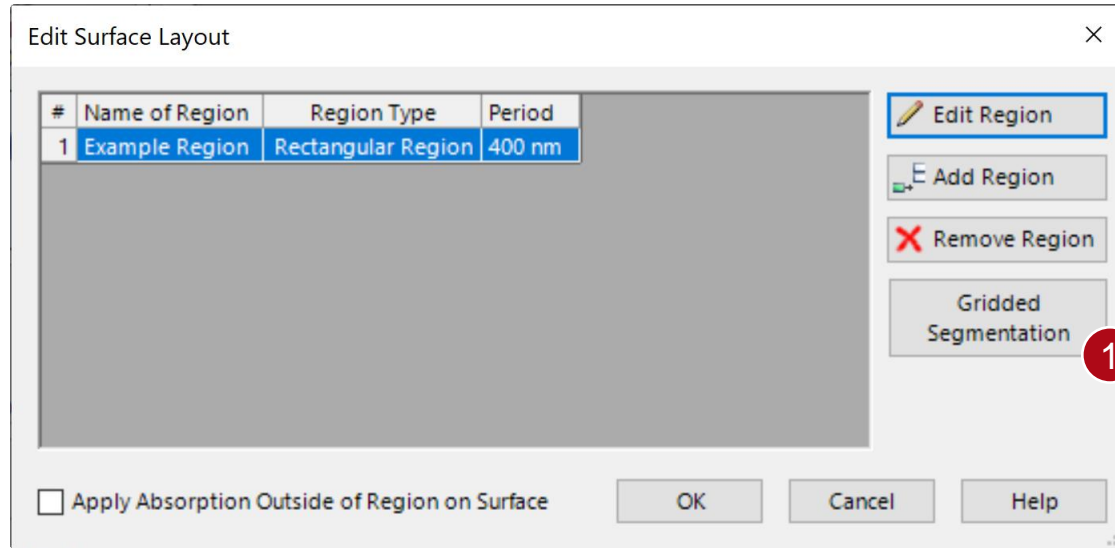 Edit Surface Layout
# Name of Region Region Type Period
1 Example Region Rectangular Region 400 nm
Edit Region
Add Region
Remove Region
Gridded
Segmentation
1
Apply Absorption Outside of Region on Surface
OK
Cancel
Help